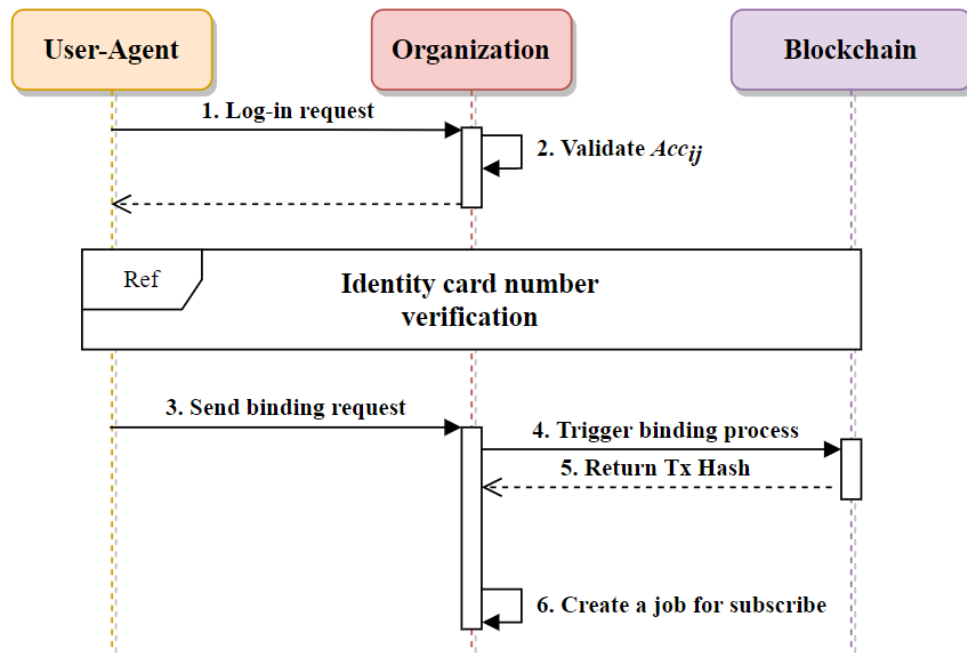 User-Agent
Organization
Blockchain
1. Log-in request
2. Validate Accij
Ref
Identity card number
verification
3. Send binding request
4. Trigger binding process
5. Return Tx Hash
6. Create a job for subscribe